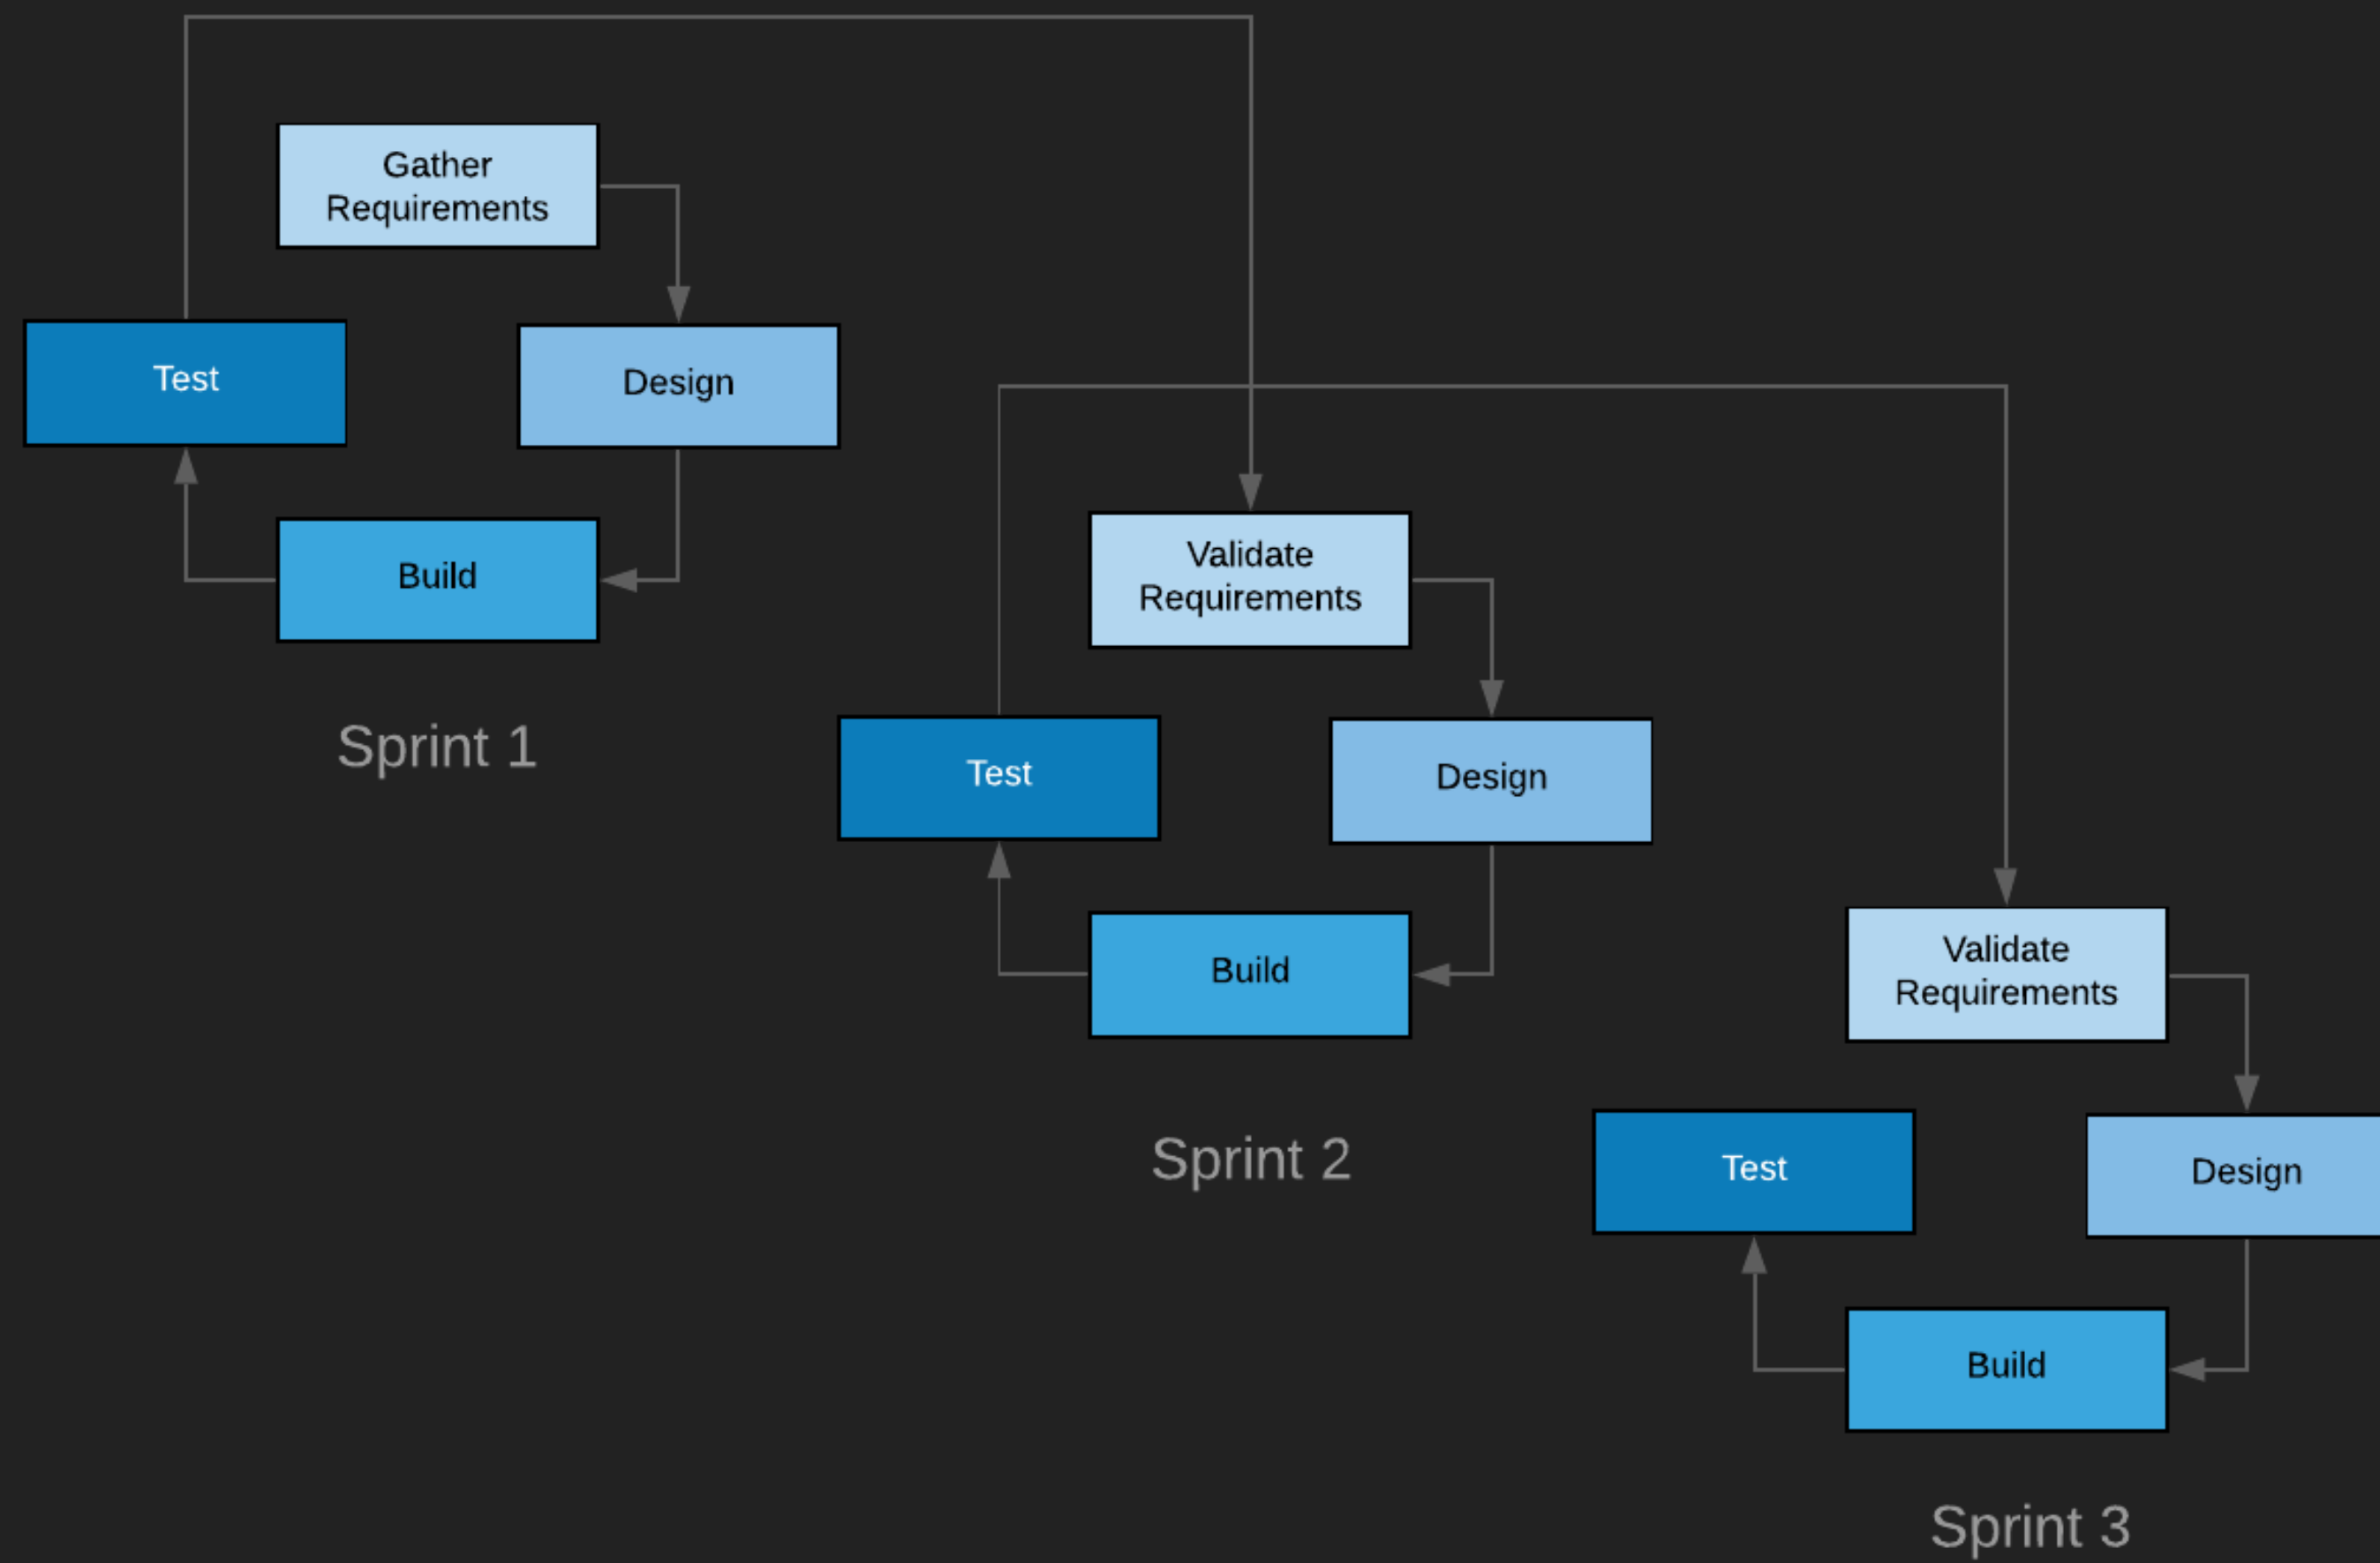 Gather
Requirements
Test
Design
Build
Sprint 1
Validate
Requirements
Test
Design
Build
Sprint 2
Validate
Requirements
Test
Design
Build
Sprint 3